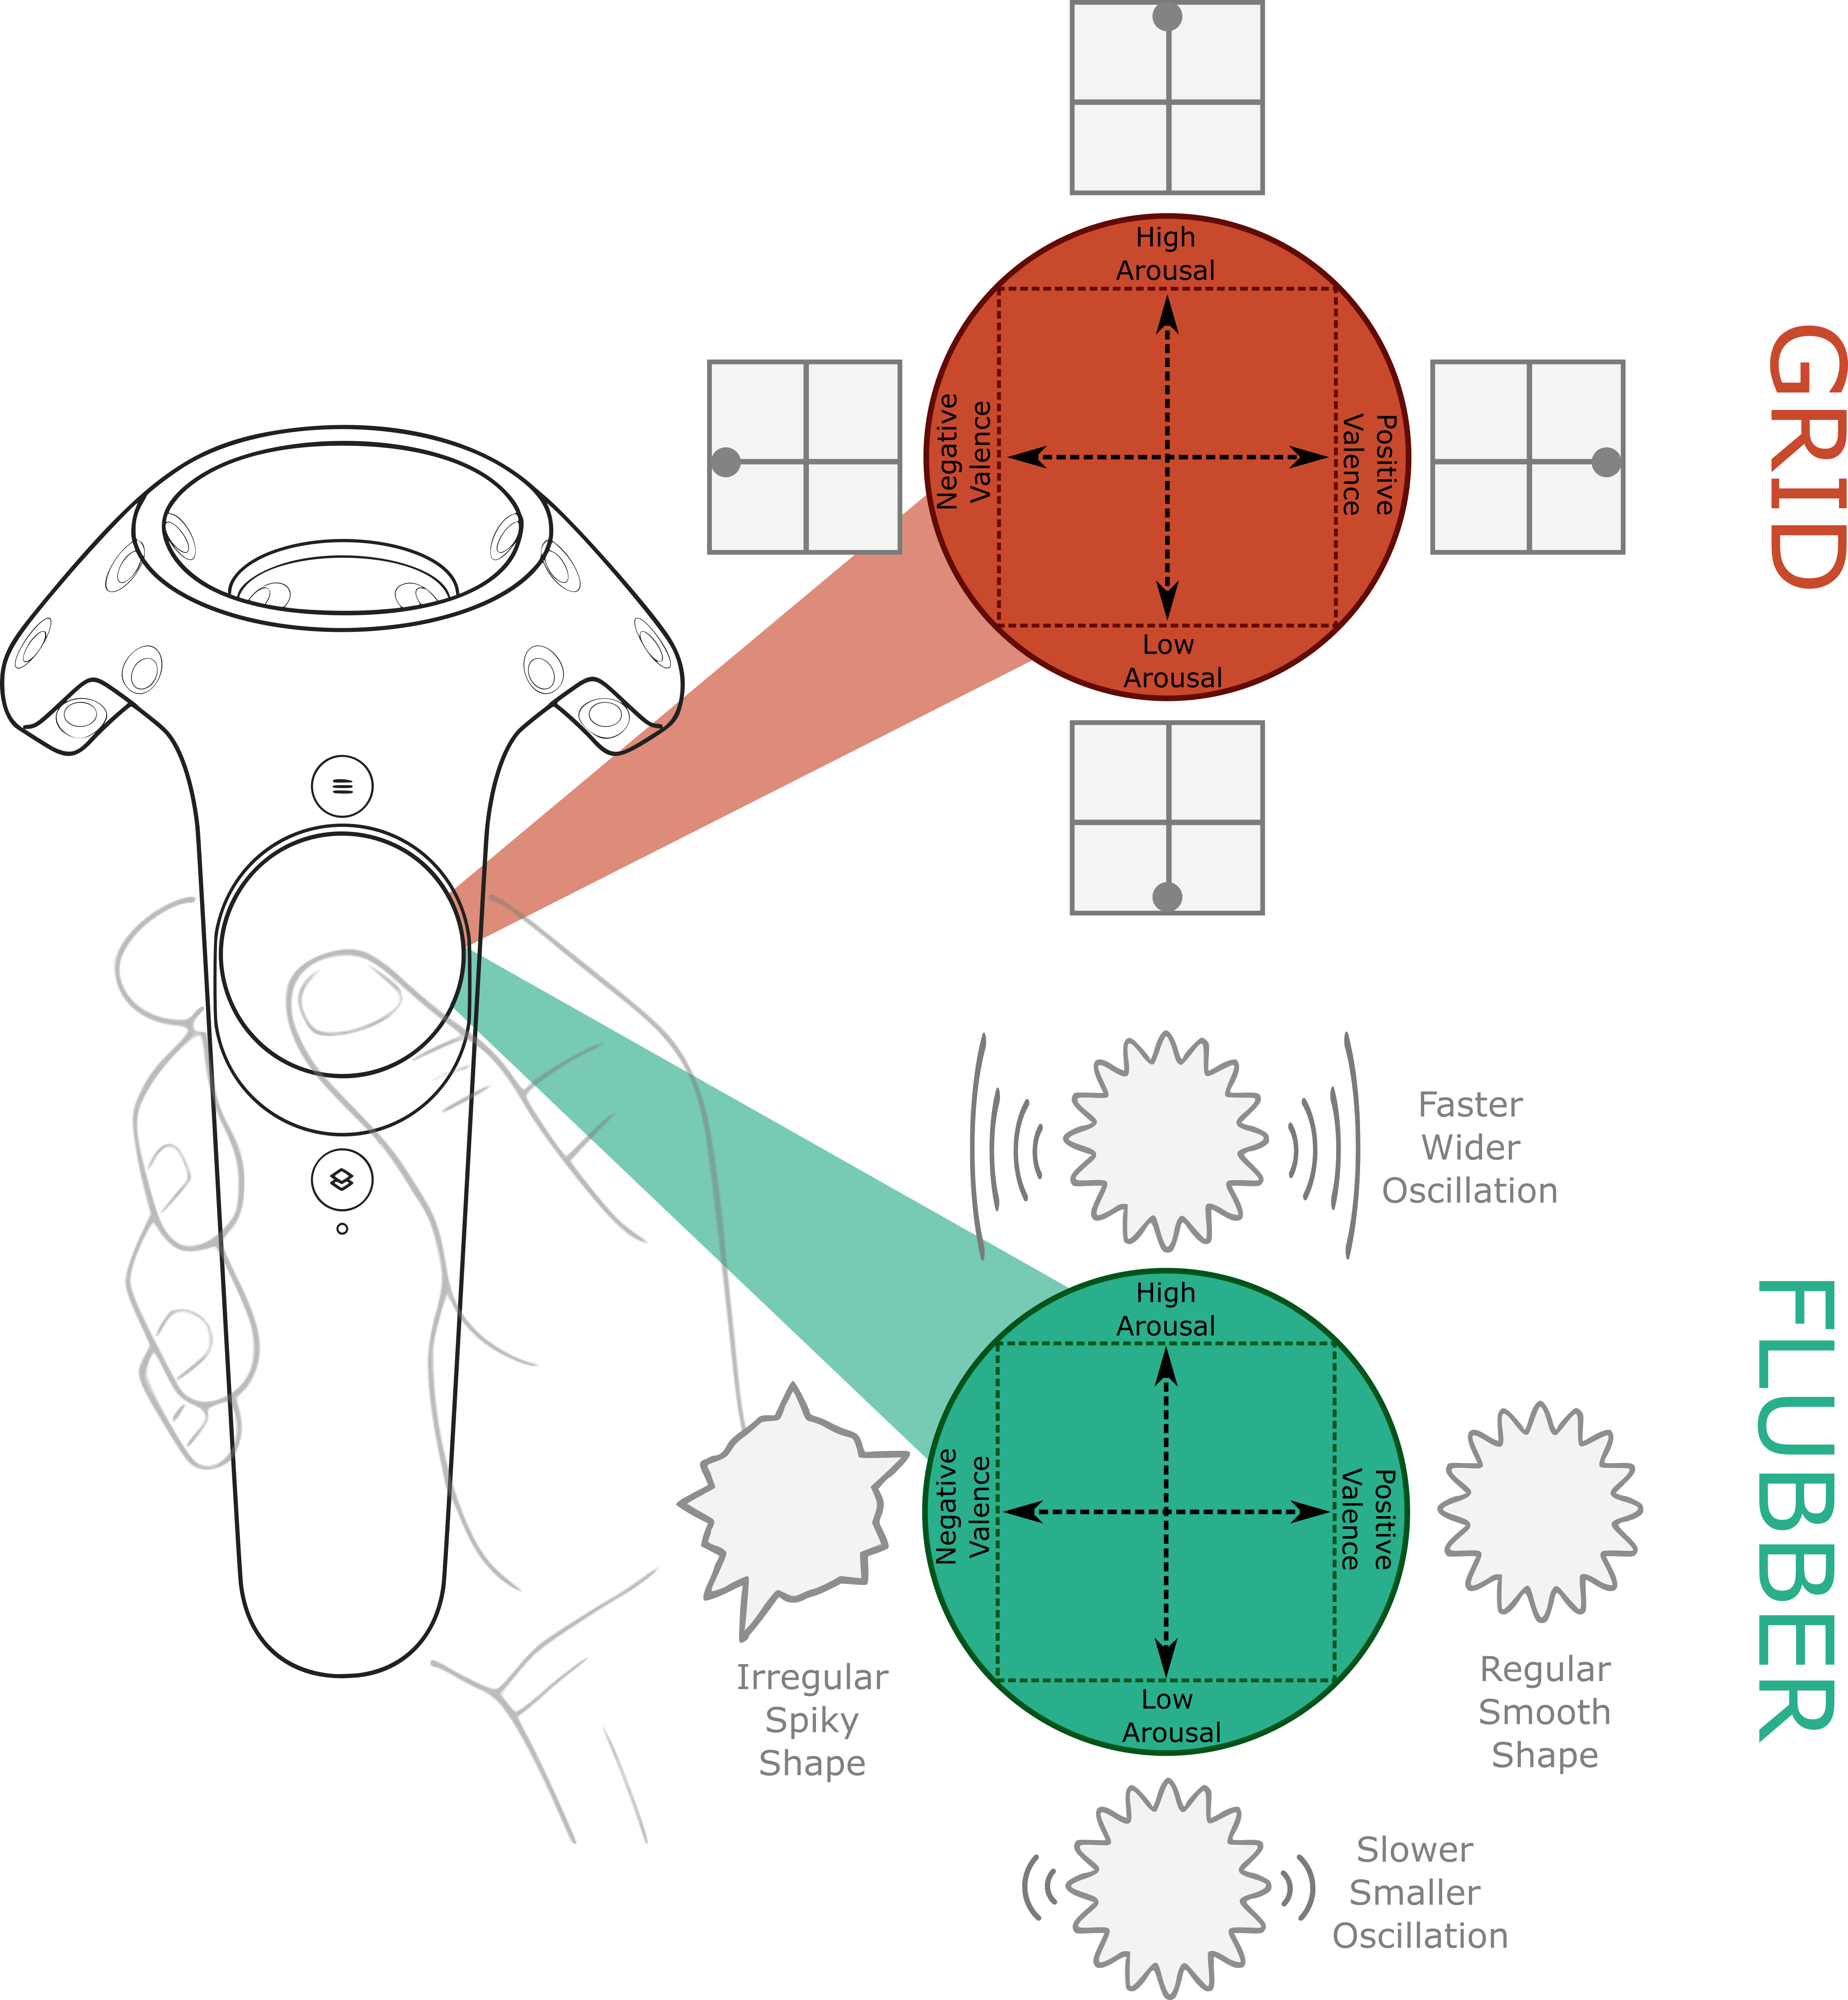 High
Arousal
Negative
Valence
Positive
Valence
Low
Arousal
GRID
Faster
Wider
Oscillation
High
Arousal
Negative
Valence
Positive
Valence
Low
Arousal
Irregular
Spiky
Shape
Regular
Smooth
Shape
FLUBBER
Slower
Smaller
Oscillation